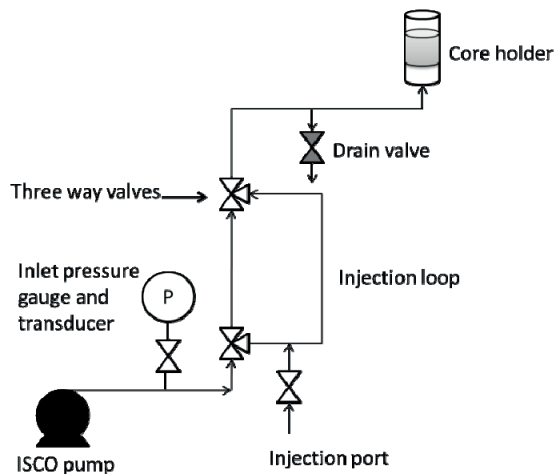 Core holder
Drain valve
Three way valves
Inlet pressure
gauge and
transducer
P
Injection loop
ISCO pump
Injection port